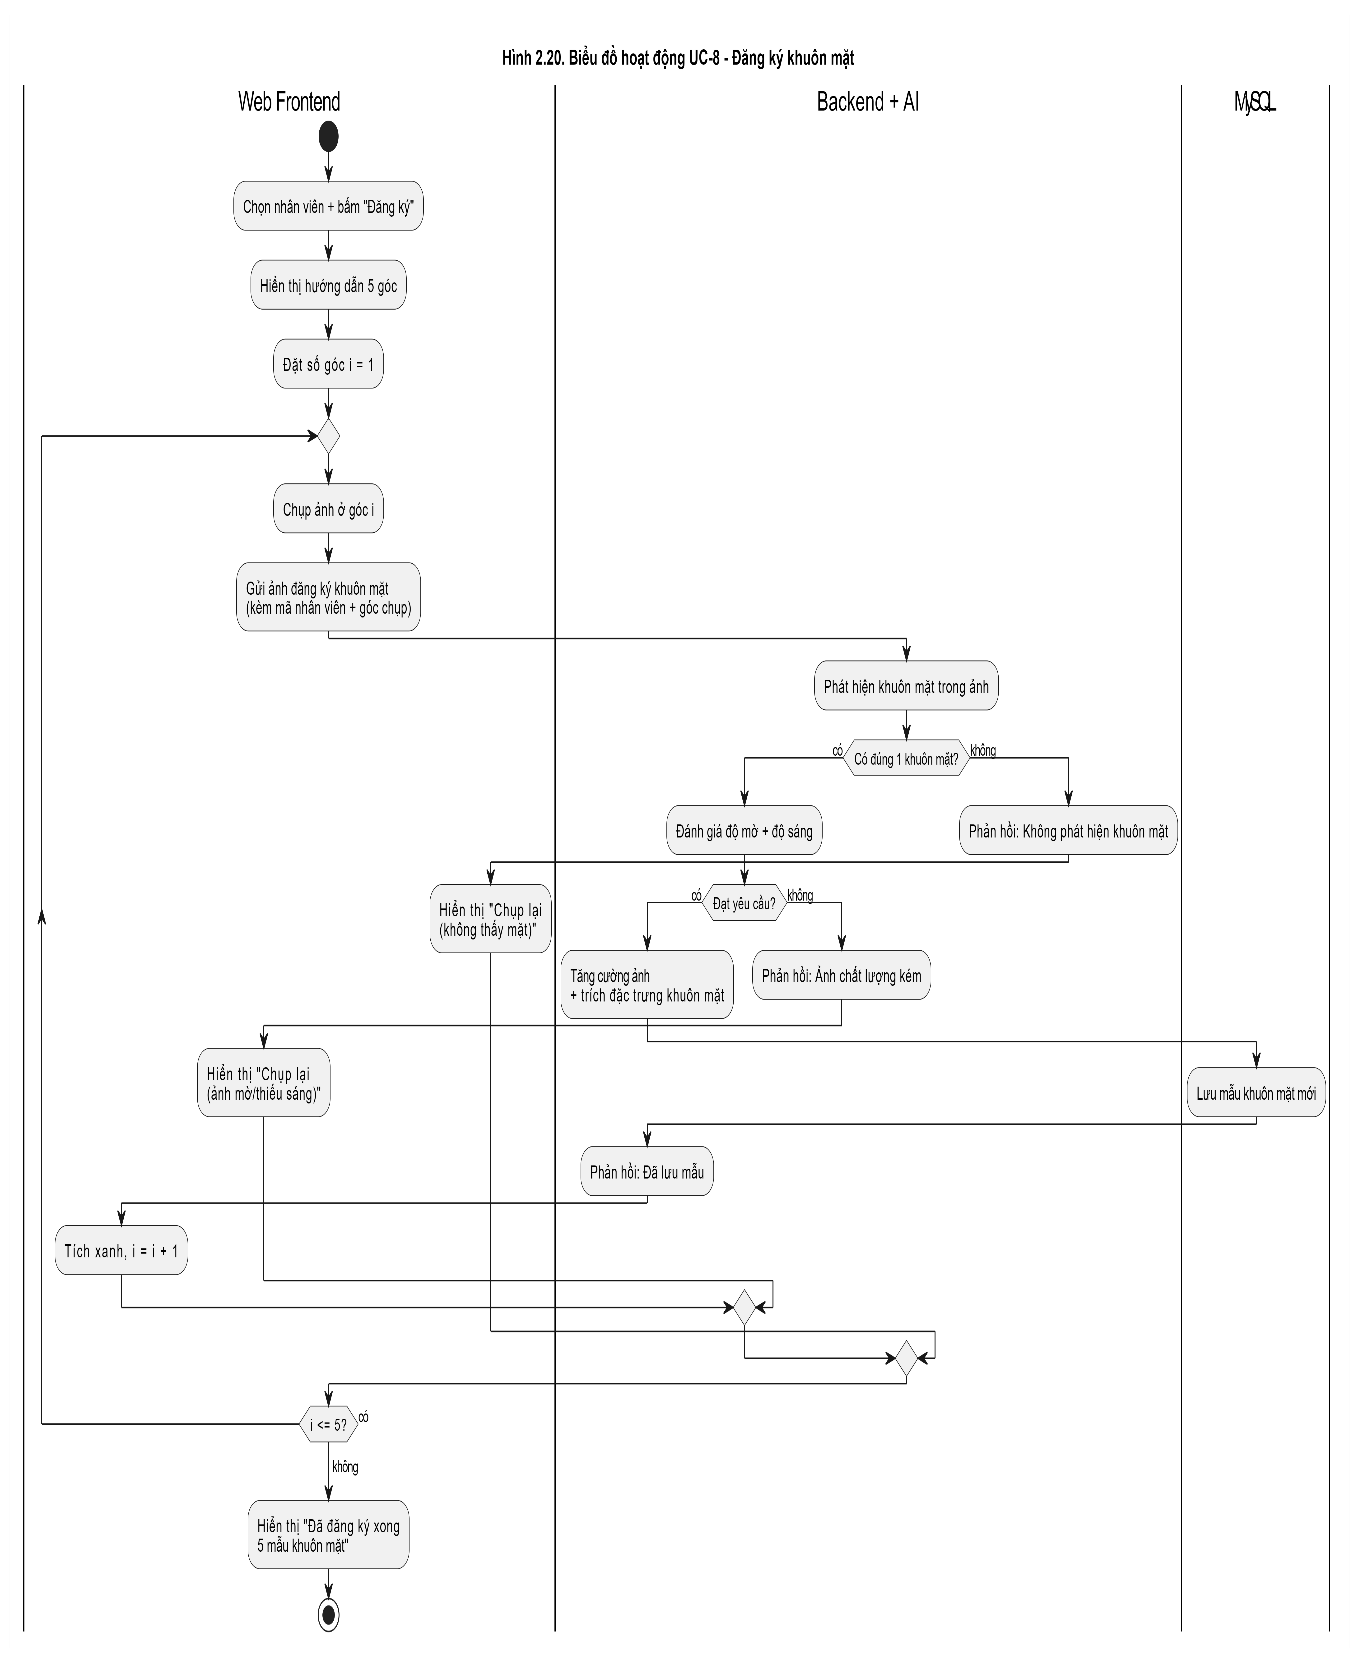 Hình 2.20. Biểu đồ hoạt động UC-8 - Đăng ký khuôn mặt
Web Frontend
Backend + AI
MySQL
Chọn nhân viên + bấm "Đăng ký"
Hiển thị hướng dẫn 5 góc
Đặt số góc i = 1
Chụp ảnh ở góc i
Gửi ảnh đăng ký khuôn mặt
(kèm mã nhân viên + góc chụp)
Phát hiện khuôn mặt trong ảnh
có
Có đúng 1 khuôn mặt?
không
Đánh giá độ mờ + độ sáng
Phản hồi: Không phát hiện khuôn mặt
Hiển thị "Chụp lại
(không thấy mặt)"
có
Đạt yêu cầu?
không
Tăng cường ảnh
+ trích đặc trưng khuôn mặt
Phản hồi: Ảnh chất lượng kém
Hiển thị "Chụp lại
(ảnh mờ/thiếu sáng)"
Lưu mẫu khuôn mặt mới
Phản hồi: Đã lưu mẫu
Tích xanh, i = i + 1
i <= 5?
có
không
Hiển thị "Đã đăng ký xong
5 mẫu khuôn mặt"